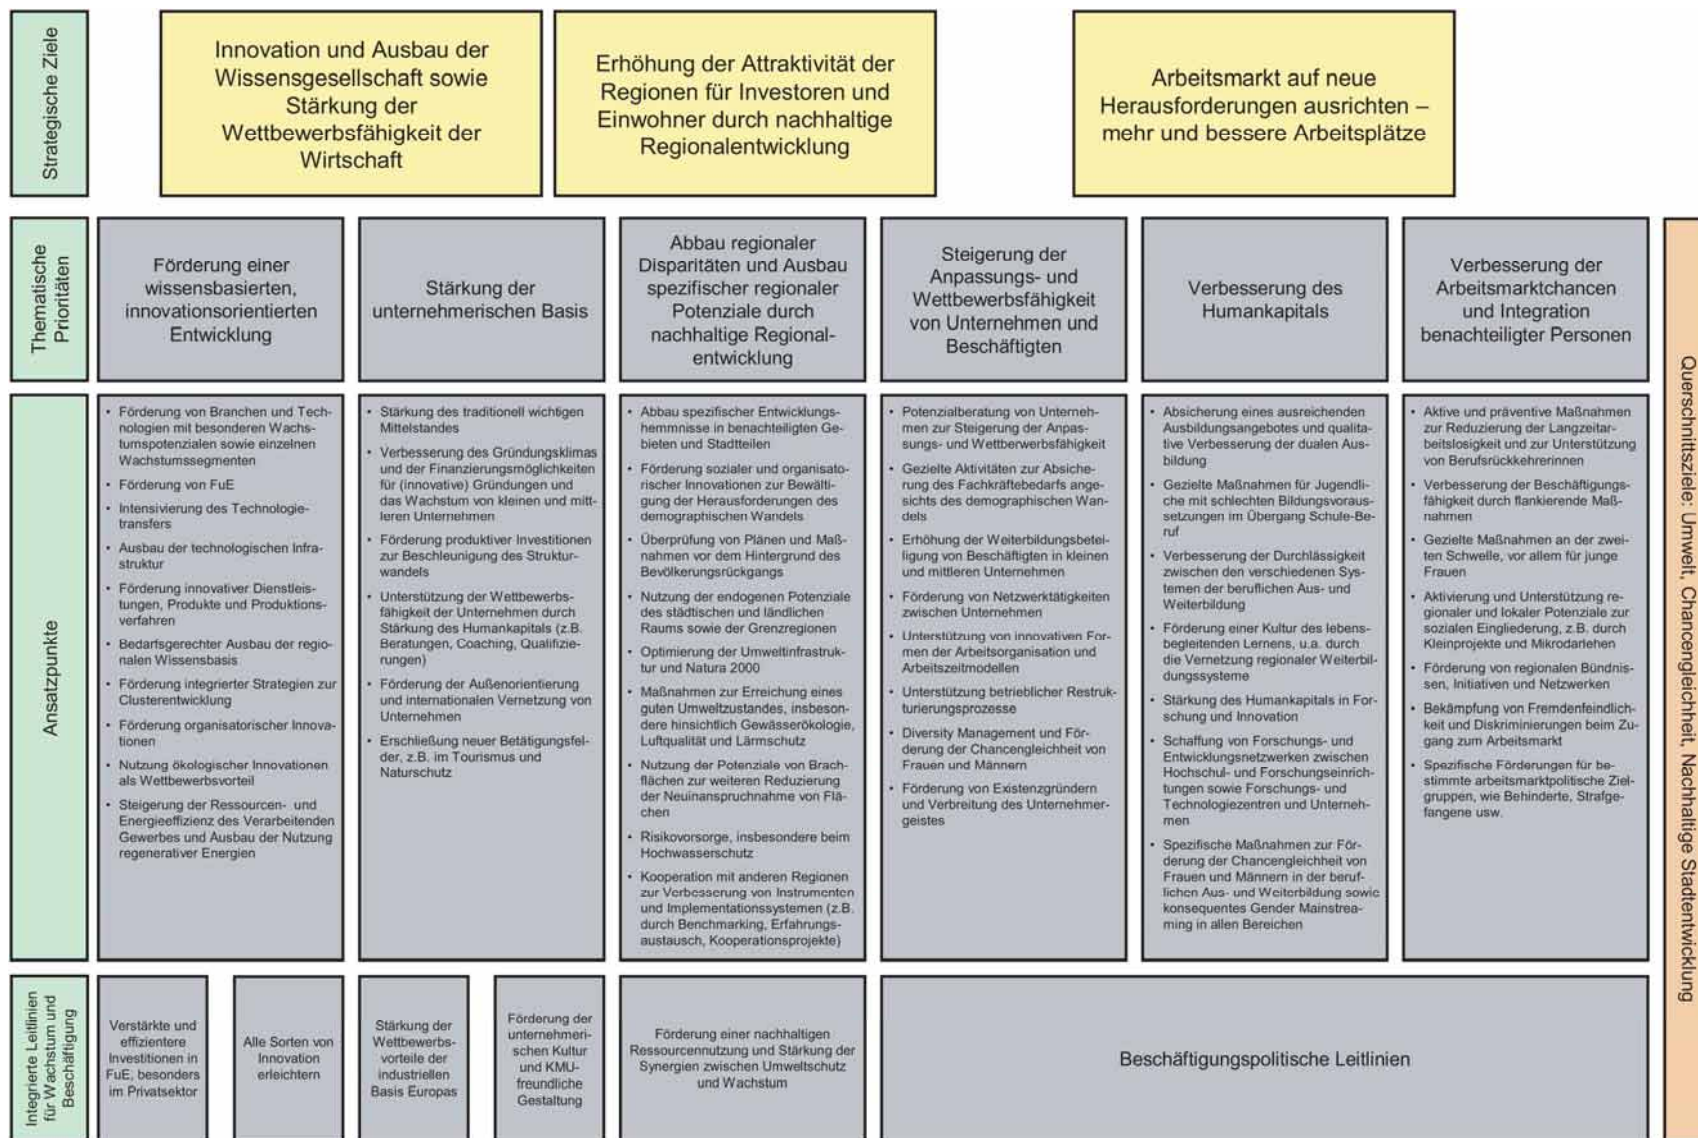 Strategische Ziele
Innovation und Ausbau der
Wissensgesellschaft sowie
Stärkung der
Wettbewerbsfähigkeit der
Wirtschaft
Erhöhung der Attraktivität der
Regionen für Investoren und
Einwohner durch nachhaltige
Regionalentwicklung
Arbeitsmarkt auf neue
Herausforderungen ausrichten –
mehr und bessere Arbeitsplätze
Thematische
Prioritäten
Förderung einer
wissensbasierten,
innovationsorientierten
Entwicklung
Stärkung der
unternehmerischen Basis
Abbau regionaler
Disparitäten und Ausbau
spezifischer regionaler
Potenziale durch
nachhaltige Regional-
entwicklung
Steigerung der
Anpassungs- und
Wettbewerbsfähigkeit
von Unternehmen und
Beschäftigten
Verbesserung des
Humankapitals
Verbesserung der
Arbeitsmarktchancen
und Integration
benachteiligter Personen
Ansatzpunkte
• Förderung von Branchen und Tech-
nologien mit besonderen Wachs-
tumspotenzialen sowie einzelnen
Wachstumssegmenten
• Förderung von FuE
• Intensivierung des Technologie-
transfers
• Ausbau der technologischen Infra-
struktur
• Förderung innovativer Dienstleis-
tungen, Produkte und Produktions-
verfahren
• Bedarfsgerechter Ausbau der regio-
nalen Wissensbasis
• Förderung integrierter Strategien zur
Clusterentwicklung
• Förderung organisatorischer Innova-
tionen
• Nutzung ökologischer Innovationen
als Wettbewerbsvorteil
• Steigerung der Ressourcen- und
Energieeffizienz des Verarbeitenden
Gewerbes und Ausbau der Nutzung
regenerativer Energien
• Stärkung des traditionell wichtigen
Mittelstandes
• Verbesserung des Gründungsklimas
und der Finanzierungsmöglichkeiten
für (innovative) Gründungen und
das Wachstum von kleinen und mitt-
leren Unternehmen
• Förderung produktiver Investitionen
zur Beschleunigung des Struktur-
wandels
• Unterstützung der Wettbewerbs-
fähigkeit der Unternehmen durch
Stärkung des Humankapitals (z.B.
Beratungen, Coaching, Qualifizie-
rungen)
• Förderung der Außenorientierung
und internationalen Vernetzung von
Unternehmen
• Erschließung neuer Betätigungsfel-
der, z.B. im Tourismus und
Naturschutz
• Abbau spezifischer Entwicklungs-
hemmnisse in benachteiligten Ge-
bieten und Stadtteilen
• Förderung sozialer und organisato-
rischer Innovationen zur Bewälti-
gung der Herausforderungen des
demographischen Wandels
• Überprüfung von Plänen und Maß-
nahmen vor dem Hintergrund des
Bevölkerungsrückgangs
• Nutzung der endogenen Potenziale
des städtischen und ländlichen
Raums sowie der Grenzregionen
• Optimierung der Umweltinfrastruk-
tur und Natura 2000
• Maßnahmen zur Erreichung eines
guten Umweltzustandes, insbeson-
dere hinsichtlich Gewässerökologie,
Luftqualität und Lärmschutz
• Nutzung der Potenziale von Brach-
flächen zur weiteren Reduzierung
der Neuinanspruchnahme von Flä-
chen
• Risikovorsorge, insbesondere beim
Hochwasserschutz
• Kooperation mit anderen Regionen
zur Verbesserung von Instrumenten
und Implementationssystemen (z.B.
durch Benchmarking, Erfahrungs-
austausch, Kooperationsprojekte)
• Potenzialberatung von Unterneh-
men zur Steigerung der Anpas-
sungs- und Wettberwerbsfähigkeit
• Gezielte Aktivitäten zur Absiche-
rung des Fachkräftebedarfs ange-
sichts des demographischen Wan-
dels
• Erhöhung der Weiterbildungsbetei-
ligung von Beschäftigten in kleinen
und mittleren Unternehmen
• Förderung von Netzwerktätigkeiten
zwischen Unternehmen
• Unterstützung von innovativen For-
men der Arbeitsorganisation und
Arbeitszeitmodellen
• Unterstützung betrieblicher Restruk-
turierungsprozesse
• Diversity Management und För-
derung der Chancengleichheit von
Frauen und Männern
• Förderung von Existenzgründern
und Verbreitung des Unternehmer-
geistes
• Absicherung eines ausreichenden
Ausbildungsangebotes und qualita-
tive Verbesserung der dualen Aus-
bildung
• Gezielte Maßnahmen für Jugendli-
che mit schlechten Bildungsvoraus-
setzungen im Übergang Schule-Be-
ruf
• Verbesserung der Durchlässigkeit
zwischen den verschiedenen Sys-
temen der beruflichen Aus- und
Weiterbildung
• Förderung einer Kultur des lebens-
begleitenden Lernens, u.a. durch
die Vernetzung regionaler Weiterbil-
dungssysteme
• Stärkung des Humankapitals in For-
schung und Innovation
• Schaffung von Forschungs- und
Entwicklungsnetzwerken zwischen
Hochschul- und Forschungseinrich-
tungen sowie Forschungs- und
Technologiezentren und Unterneh-
men
• Spezifische Maßnahmen zur För-
derung der Chancengleichheit von
Frauen und Männern in der beruf-
lichen Aus- und Weiterbildung sowie
konsequentes Gender Mainstrea-
ming in allen Bereichen
• Aktive und präventive Maßnahmen
zur Reduzierung der Langzeitar-
beitslosigkeit und zur Unterstützung
von Berufsrückkehrerinnen
• Verbesserung der Beschäftigungs-
fähigkeit durch flankierende Maß-
nahmen
• Gezielte Maßnahmen an der zwei-
ten Schwelle, vor allem für junge
Frauen
• Aktivierung und Unterstützung re-
gionaler und lokaler Potenziale zur
sozialen Eingliederung, z.B. durch
Kleinprojekte und Mikrodarlehen
• Förderung von regionalen Bündnis-
sen, Initiativen und Netzwerken
• Bekämpfung von Fremdenfeindlich-
keit und Diskriminierungen beim Zu-
gang zum Arbeitsmarkt
• Spezifische Förderungen für be-
stimmte arbeitsmarktpolitische Ziel-
gruppen, wie Behinderte, Strafge-
fangene usw.
Integrierte Leitlinien
für Wachstum und
Beschäftigung
Verstärkte und
effizientere
Investitionen in
FuE, besonders
im Privatsektor
Alle Sorten von
Innovation
erleichtern
Stärkung der
Wettbewerbs-
vorteile der
industriellen
Basis Europas
Förderung der
unternehmeri-
schen Kultur
und KMU-
freundliche
Gestaltung
Förderung einer nachhaltigen
Ressourcennutzung und Stärkung der
Synergien zwischen Umweltschutz
und Wachstum
Beschäftigungspolitische Leitlinien
Querschnittsziele: Umwelt, Chancengleichheit, Nachhaltige Stadtentwicklung